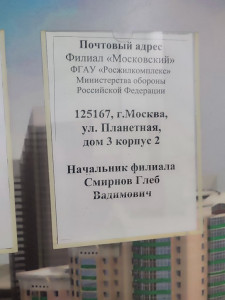 Почтовый адрес
Филиал «Московский»
ФГАУ «Росжилкомплекс»
Министерства обороны
Российской Федерации
125167, г.Москва,
ул. Планетная,
дом 3 корпус 2
Начальник филиала
Смирнов Глеб
Вадимович